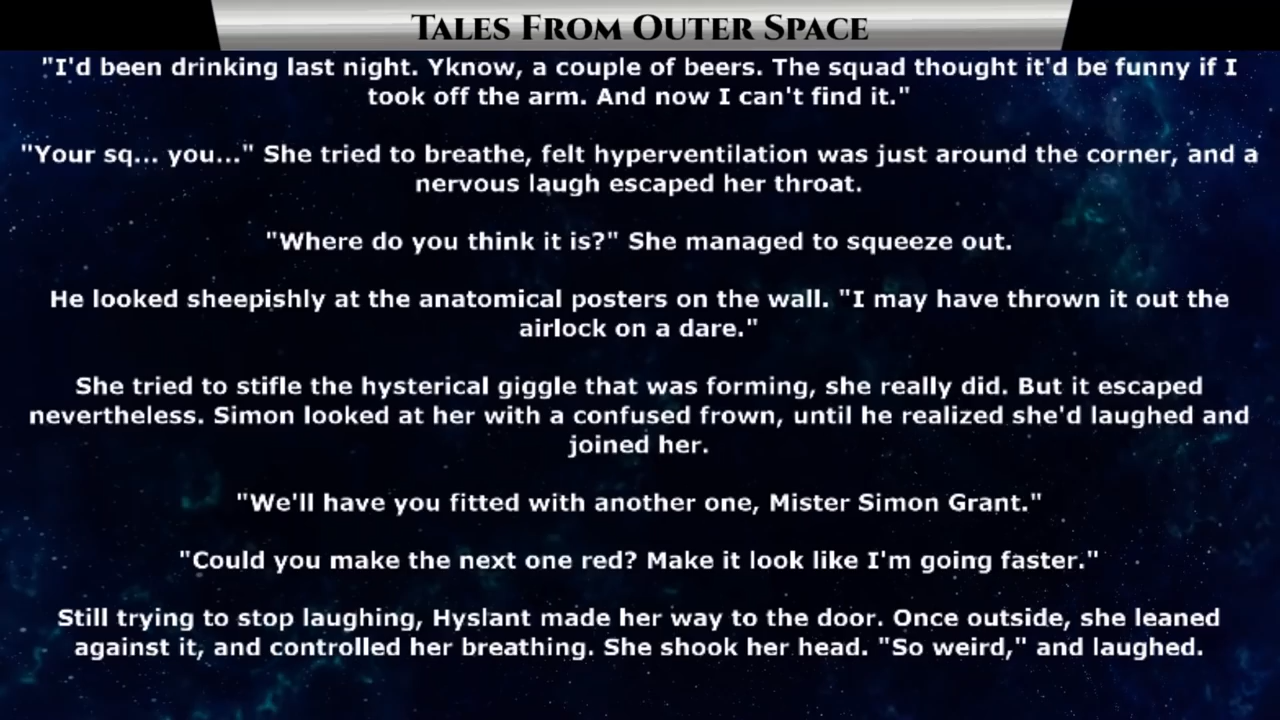 Tales From Outer Space
"I'd been drinking last night. Yknow, a couple of beers. The squad thought it'd be funny if I
took off the arm. And now I can't find it."
"Your sq... you..." She tried to breathe, felt hyperventilation was just around the corner, and a
nervous laugh escaped her throat.
"Where do you think it is?" She managed to squeeze out.
He looked sheepishly at the anatomical posters on the wall. "I may have thrown it out the
airlock on a dare."
She tried to stifle the hysterical giggle that was forming, she really did. But it escaped
nevertheless. Simon looked at her with a confused frown, until he realized she'd laughed and
joined her.
"We'll have you fitted with another one, Mister Simon Grant."
"Could you make the next one red? Make it look like I'm going faster."
Still trying to stop laughing, Hyslant made her way to the door. Once outside, she leaned
against it, and controlled her breathing. She shook her head. "So weird," and laughed.